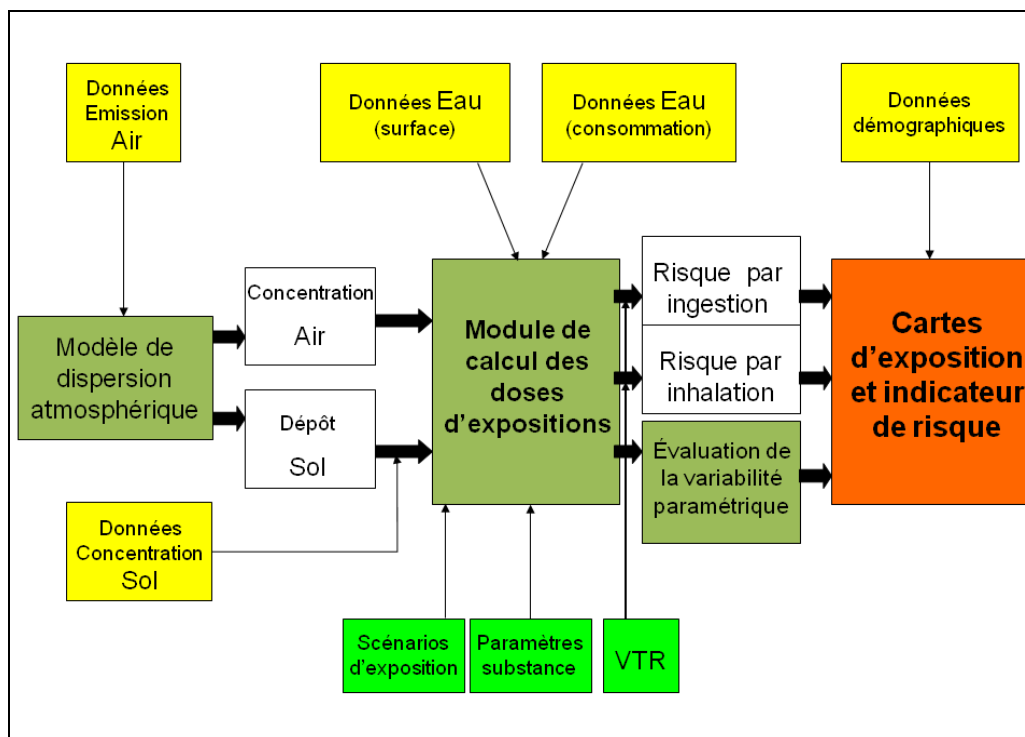 Données
Emission
Air
Données Eau
(surface)
Données Eau
(consommation)
Données
démographiques
Concentration
Air
Modèle de
dispersion
atmosphérique
Dépôt
Sol
Module de
calcul des
doses
d'expositions
Risque par
ingestion
Risque par
inhalation
Évaluation de
la variabilité
paramétrique
Cartes
d'exposition
et indicateur
de risque
Données
Concentration
Sol
Scénarios
d'exposition
Paramètres
substance
VTR